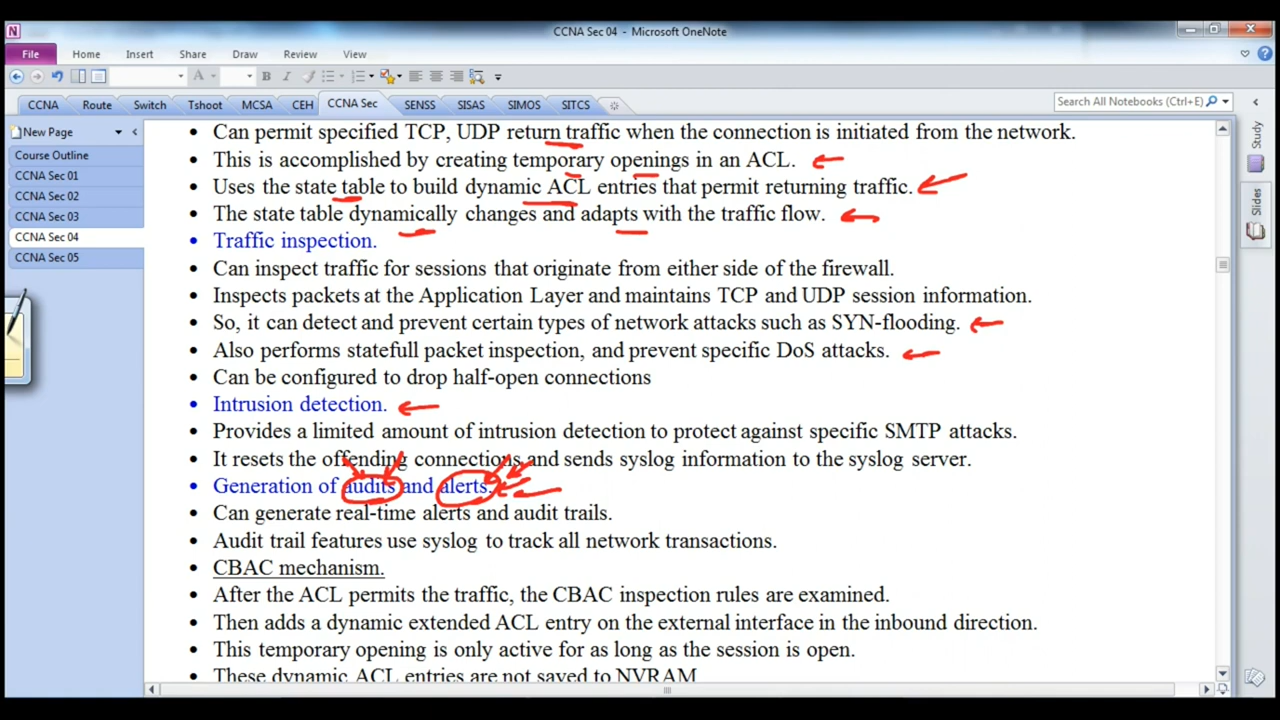 CCNA Sec 04 - Microsoft OneNote
File Home Insert Share Draw Review View
CCNA Route Switch Tshoot MCSA CEH CCNA Sec SENSS SISAS SIMOS SITCS
Search All Notebooks (Ctrl+E)
New Page
Course Outline
CCNA Sec 01
CCNA Sec 02
CCNA Sec 03
CCNA Sec 04
CCNA Sec 05
Study
Slides
• Can permit specified TCP, UDP return traffic when the connection is initiated from the network.
• This is accomplished by creating temporary openings in an ACL.
• Uses the state table to build dynamic ACL entries that permit returning traffic.
• The state table dynamically changes and adapts with the traffic flow.
• Traffic inspection.
• Can inspect traffic for sessions that originate from either side of the firewall.
• Inspects packets at the Application Layer and maintains TCP and UDP session information.
• So, it can detect and prevent certain types of network attacks such as SYN-flooding.
• Also performs statefull packet inspection, and prevent specific DoS attacks.
• Can be configured to drop half-open connections
• Intrusion detection.
• Provides a limited amount of intrusion detection to protect against specific SMTP attacks.
• It resets the offending connections and sends syslog information to the syslog server.
• Generation of audits and alerts.
• Can generate real-time alerts and audit trails.
• Audit trail features use syslog to track all network transactions.
• CBAC mechanism.
• After the ACL permits the traffic, the CBAC inspection rules are examined.
• Then adds a dynamic extended ACL entry on the external interface in the inbound direction.
• This temporary opening is only active for as long as the session is open.
• These dynamic ACL entries are not saved to NVRAM